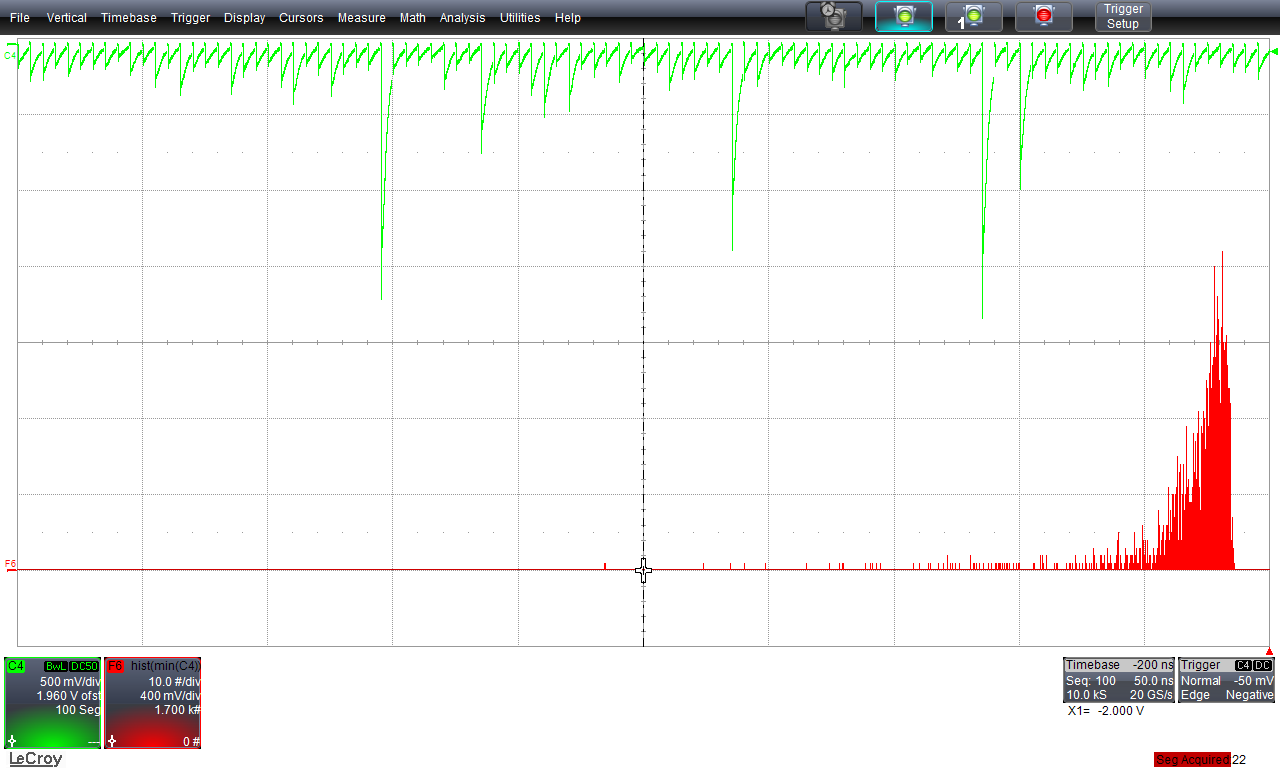 File Vertical Timebase Trigger Display Cursors Measure Math Analysis Utilities Help
1
Trigger
Setup
C4
F6
C4 BwL DC50
500 mV/div
1.960 V ofst
100 Seg
---
F6 hist(min(C4))
10.0 #/div
400 mV/div
1.700 k#
0 #
Timebase -200 ns
Seq: 100 50.0 ns
10.0 kS 20 GS/s
Trigger C4 DC
Normal -50 mV
Edge Negative
X1= -2.000 V
LeCroy
Seg Acquired 22